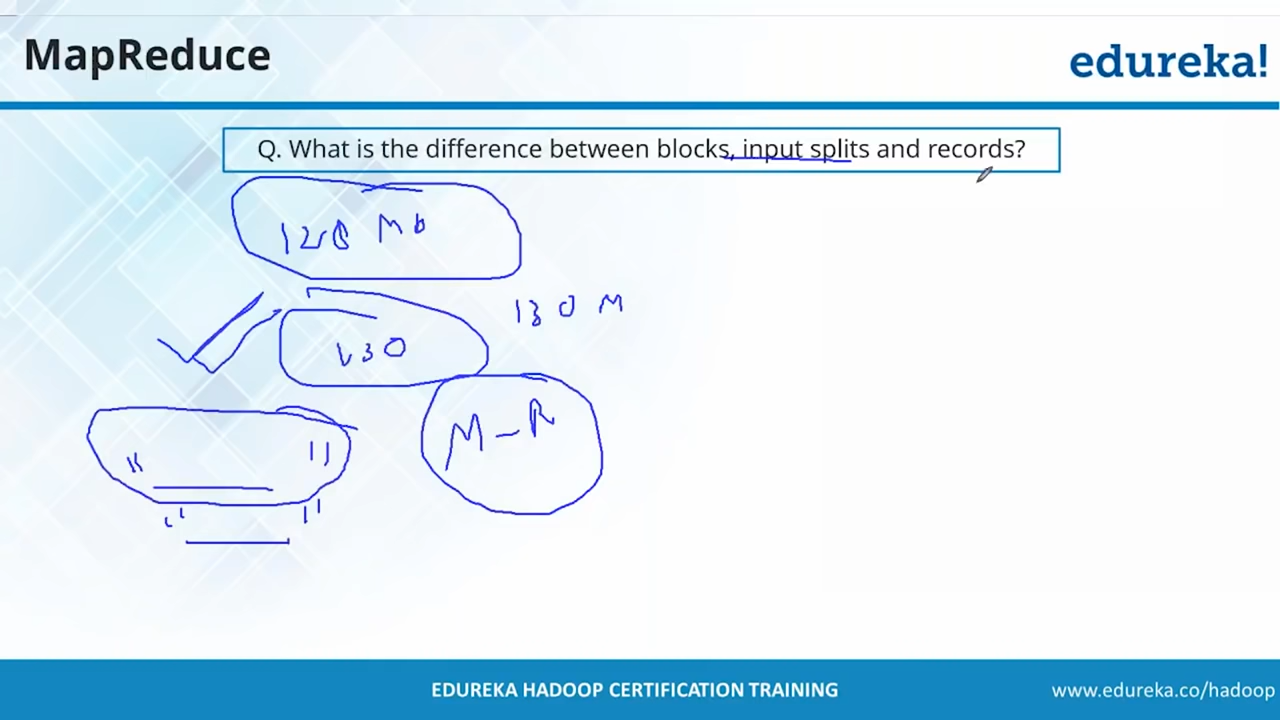 MapReduce
edureka!
Q. What is the difference between blocks, input splits and records?
128 Mb
130 M
130
M-R
EDUREKA HADOOP CERTIFICATION TRAINING
www.edureka.co/hadoop